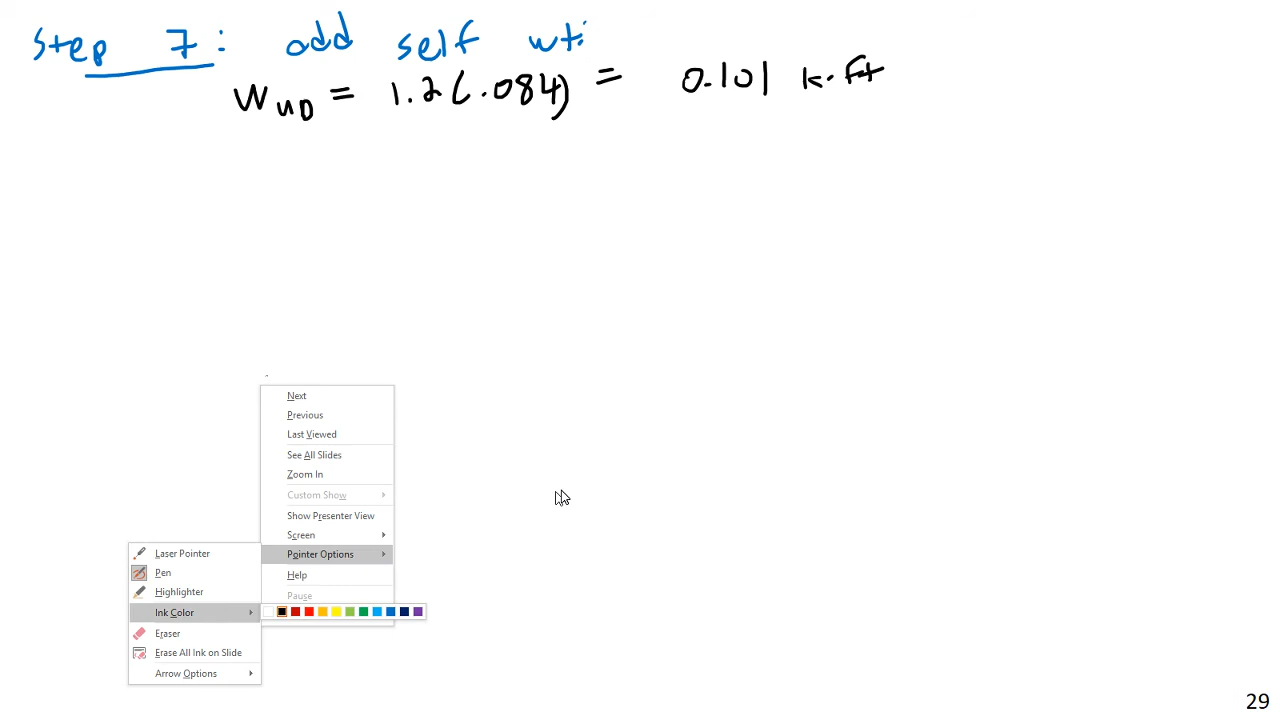 Step 7: add self wt:
W uD = 1.2 (.084) = 0.101 k.ft
Next
Previous
Last Viewed
See All Slides
Zoom In
Custom Show
Show Presenter View
Screen
Pointer Options
Help
Pause
Laser Pointer
Pen
Highlighter
Ink Color
Eraser
Erase All Ink on Slide
Arrow Options
29